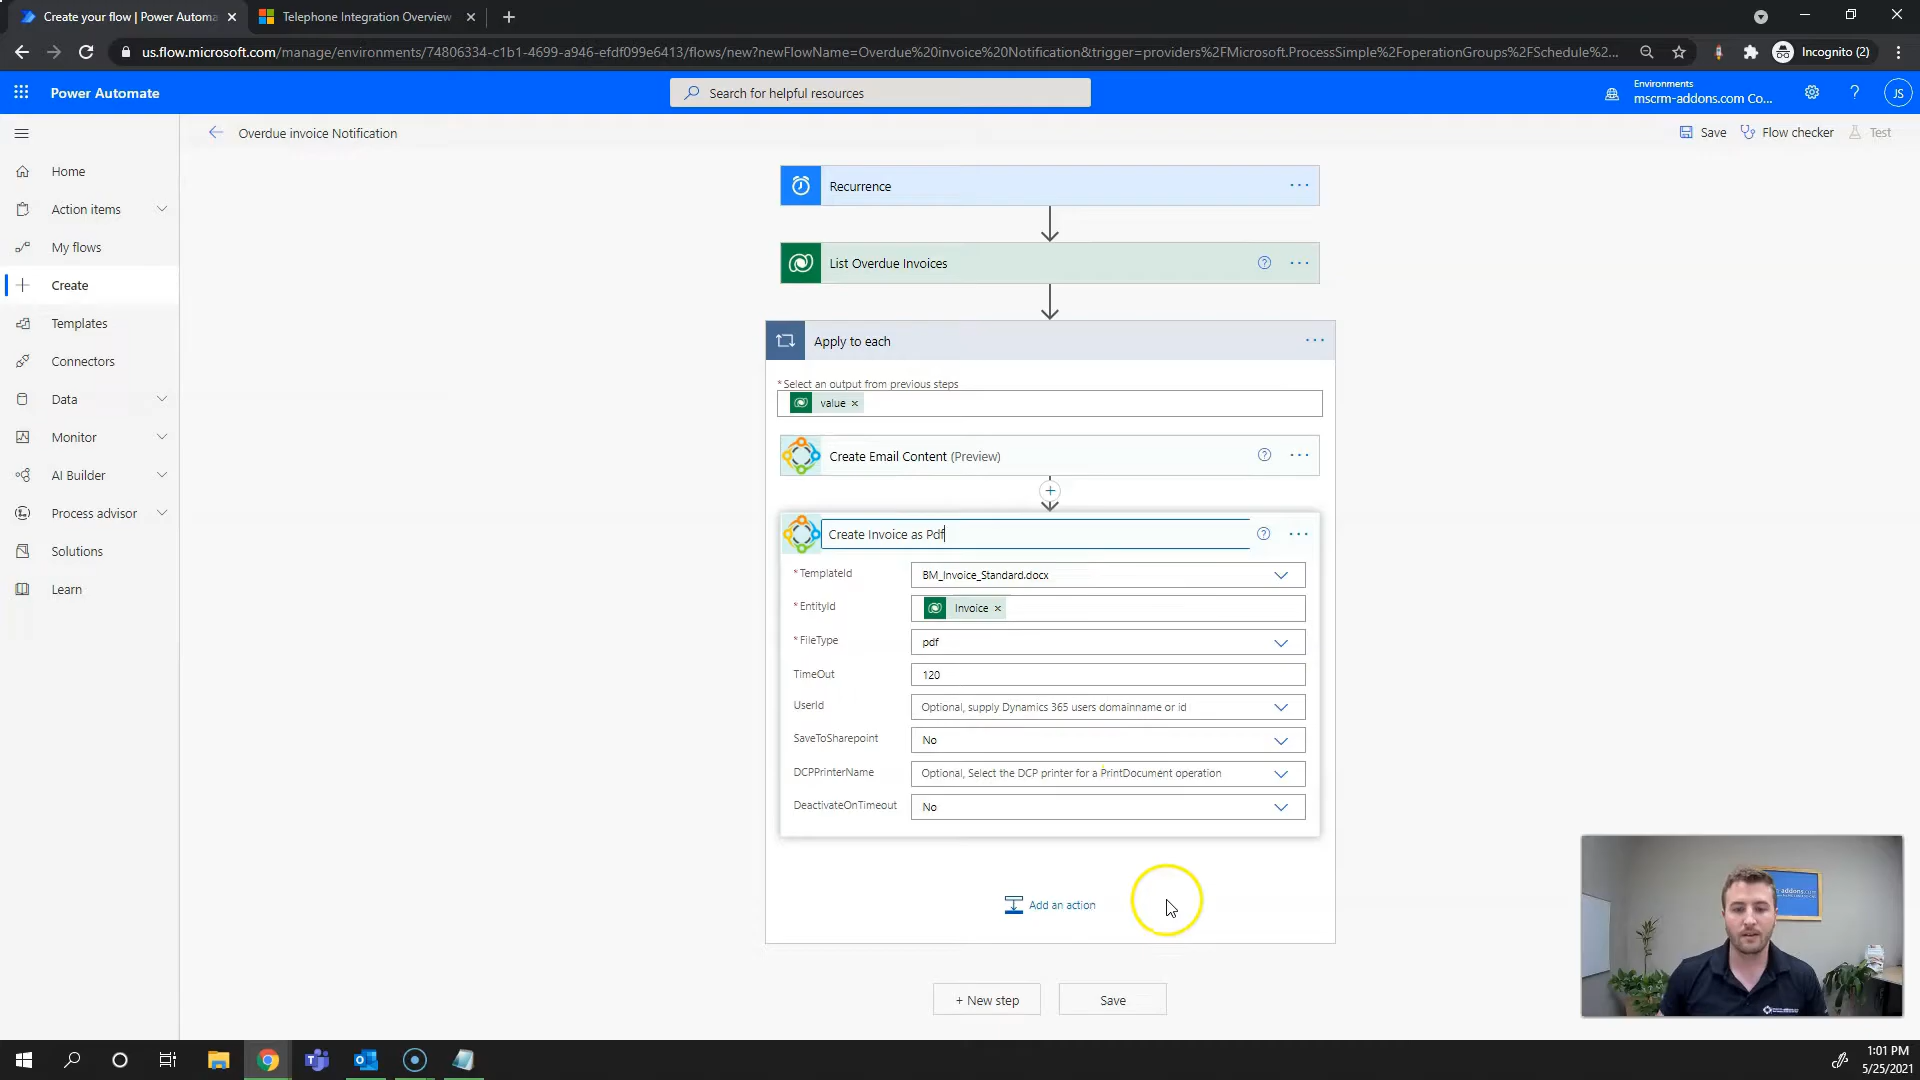 Create your flow | Power Automa
Telephone Integration Overview
us.flow.microsoft.com/manage/environments/74806334-c1b1-4699-a946-efdf099e6413/flows/new?newFlowName=Overdue%20invoice%20Notification&trigger=providers%2FMicrosoft.ProcessSimple%2FoperationGroups%2FSchedule%2...
Incognito (2)
Power Automate
Search for helpful resources
Environments
mscrm-addons.com Co...
JS
Overdue invoice Notification
Save
Flow checker
Test
Home
Action items
My flows
Create
Templates
Connectors
Data
Monitor
AI Builder
Process advisor
Solutions
Learn
Recurrence
List Overdue Invoices
Apply to each
* Select an output from previous steps
value
Create Email Content (Preview)
Create Invoice as Pdf
* TemplateId
BM_Invoice_Standard.docx
* EntityId
Invoice
* FileType
pdf
TimeOut
120
UserId
Optional, supply Dynamics 365 users domainname or id
SaveToSharepoint
No
DCPPrinterName
Optional, Select the DCP printer for a PrintDocument operation
DeactivateOnTimeout
No
Add an action
+ New step
Save
addons.com
1:01 PM
5/25/2021